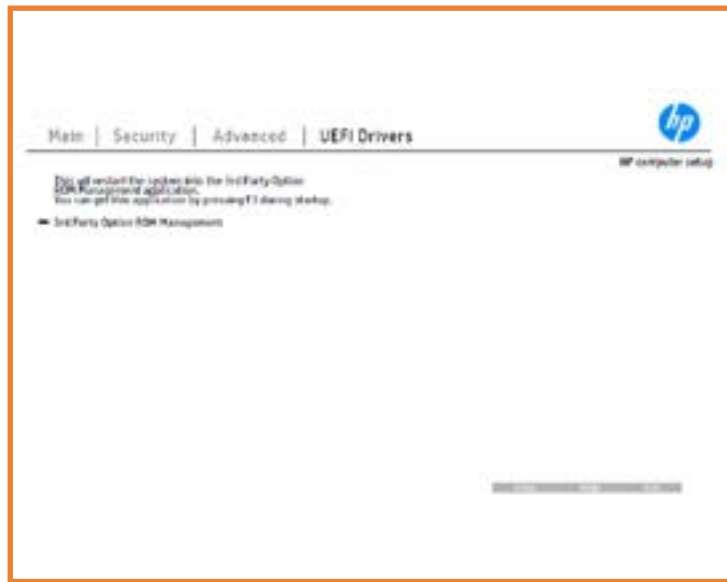 hp
Main | Security | Advanced | UEFI Drivers
HP computer setup
This will restart the system into the 3rd Party Option
ROM Management application.
You can get this application by pressing F3 during startup.
3rd Party Option ROM Management